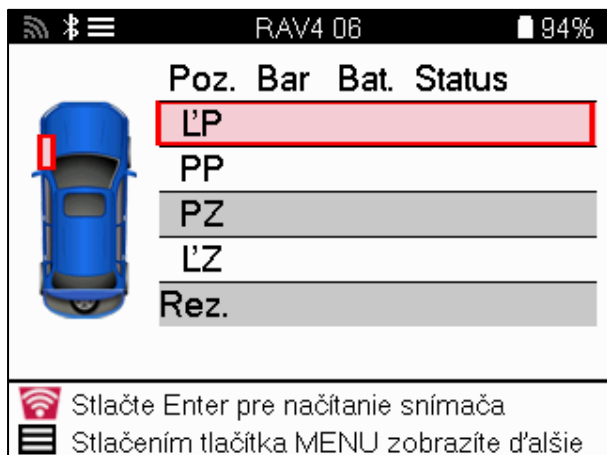 RAV4 06 94%
Poz. Bar Bat. Status
ĽP
PP
PZ
ĽZ
Rez.
Stlačte Enter pre načítanie snímača
Stlačením tlačítka MENU zobrazíte ďalšie